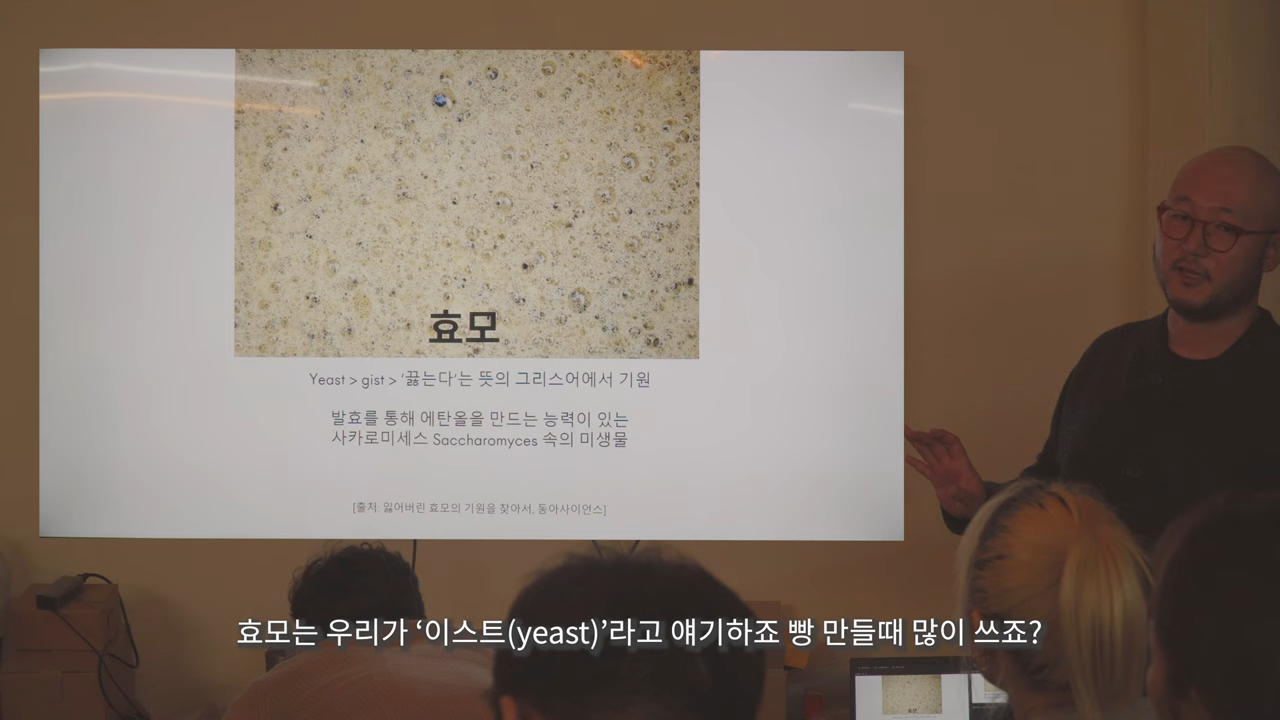 효모
Yeast > gist > '끓는다'는 뜻의 그리스어에서 기원
발효를 통해 에탄올을 만드는 능력이 있는
사카로미세스 Saccharomyces 속의 미생물
[출처: 잃어버린 효모의 기원을 찾아서, 동아사이언스]
효모는 우리가 ‘이스트(yeast)’라고 얘기하죠 빵 만들때 많이 쓰죠?
효모